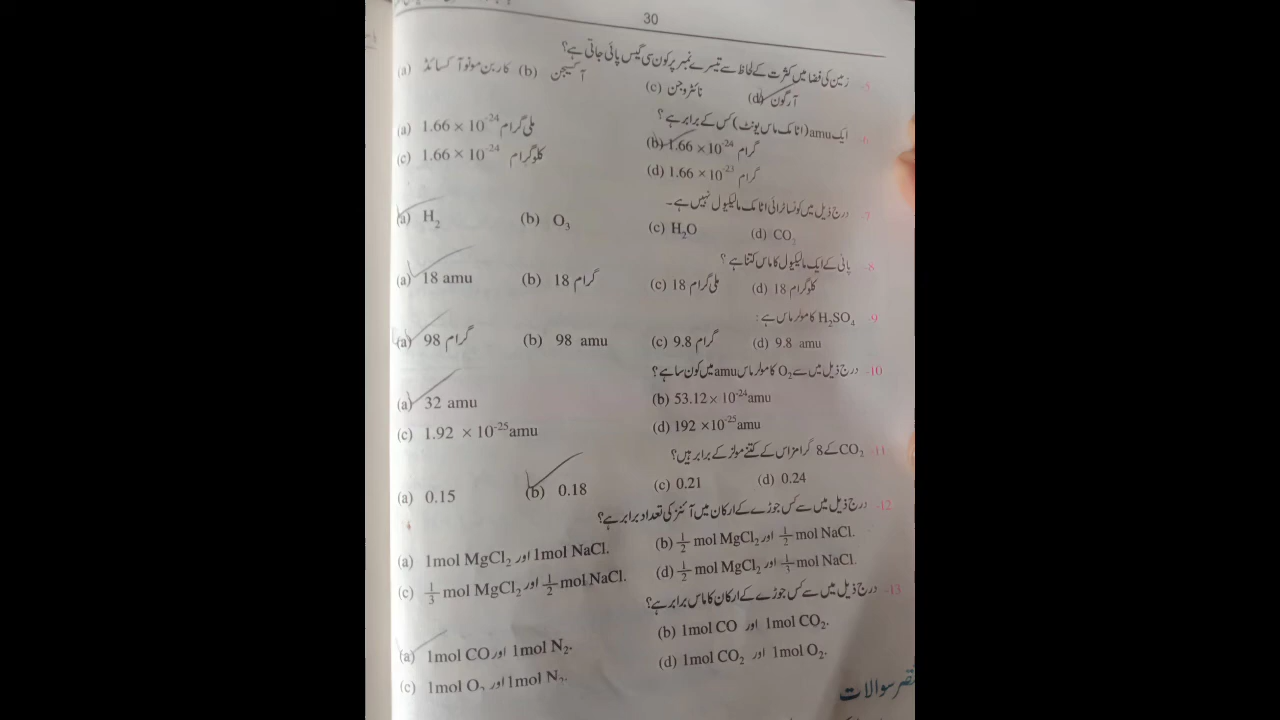 30
-5 زمین کی فضا میں کثرت کے لحاظ سے تیسرے نمبر پر کون سی گیس پائی جاتی ہے؟
(a) کاربن مونو آکسائڈ (b) آکسیجن (c) نائٹروجن (d) آرگون
-6 ایک amu (اٹامک ماس یونٹ) کس کے برابر ہے؟
(a) 1.66 × 10⁻²⁴ ملی گرام (b) 1.66 × 10⁻²⁴ گرام
(c) 1.66 × 10⁻²⁴ کلوگرام (d) 1.66 × 10⁻²³ گرام
-7 درج ذیل میں کونسا ٹرائی اٹامک مالیکیول نہیں ہے۔
(a) H₂ (b) O₃ (c) H₂O (d) CO₂
-8 پانی کے ایک مالیکیول کا ماس کتنا ہے؟
(a) 18 amu (b) 18 گرام (c) 18 ملی گرام (d) 18 کلوگرام
-9 H₂SO₄ کا مولر ماس ہے:
(a) 98 گرام (b) 98 amu (c) 9.8 گرام (d) 9.8 amu
-10 درج ذیل میں سے O₂ کا مولر ماس amu میں کون سا ہے؟
(a) 32 amu (b) 53.12 × 10⁻²⁴amu
(c) 1.92 × 10⁻²⁵amu (d) 192 ×10⁻²⁵amu
-11 CO₂ کے 8 گرامز اس کے کتنے مولز کے برابر ہیں؟
(a) 0.15 (b) 0.18 (c) 0.21 (d) 0.24
-12 درج ذیل میں سے کس جوڑے کے ارکان میں آئنز کی تعداد برابر ہے؟
(a) 1mol MgCl₂ اور 1mol NaCl. (b) ½ mol MgCl₂ اور ½ mol NaCl.
(c) ⅓ mol MgCl₂ اور ½ mol NaCl. (d) ½ mol MgCl₂ اور ⅓ mol NaCl.
-13 درج ذیل میں سے کس جوڑے کے ارکان کا ماس برابر ہے؟
(a) 1mol CO اور 1mol N₂. (b) 1mol CO اور 1mol CO₂.
(c) 1mol O₂ اور 1mol N₂. (d) 1mol CO₂ اور 1mol O₂.
سوالات